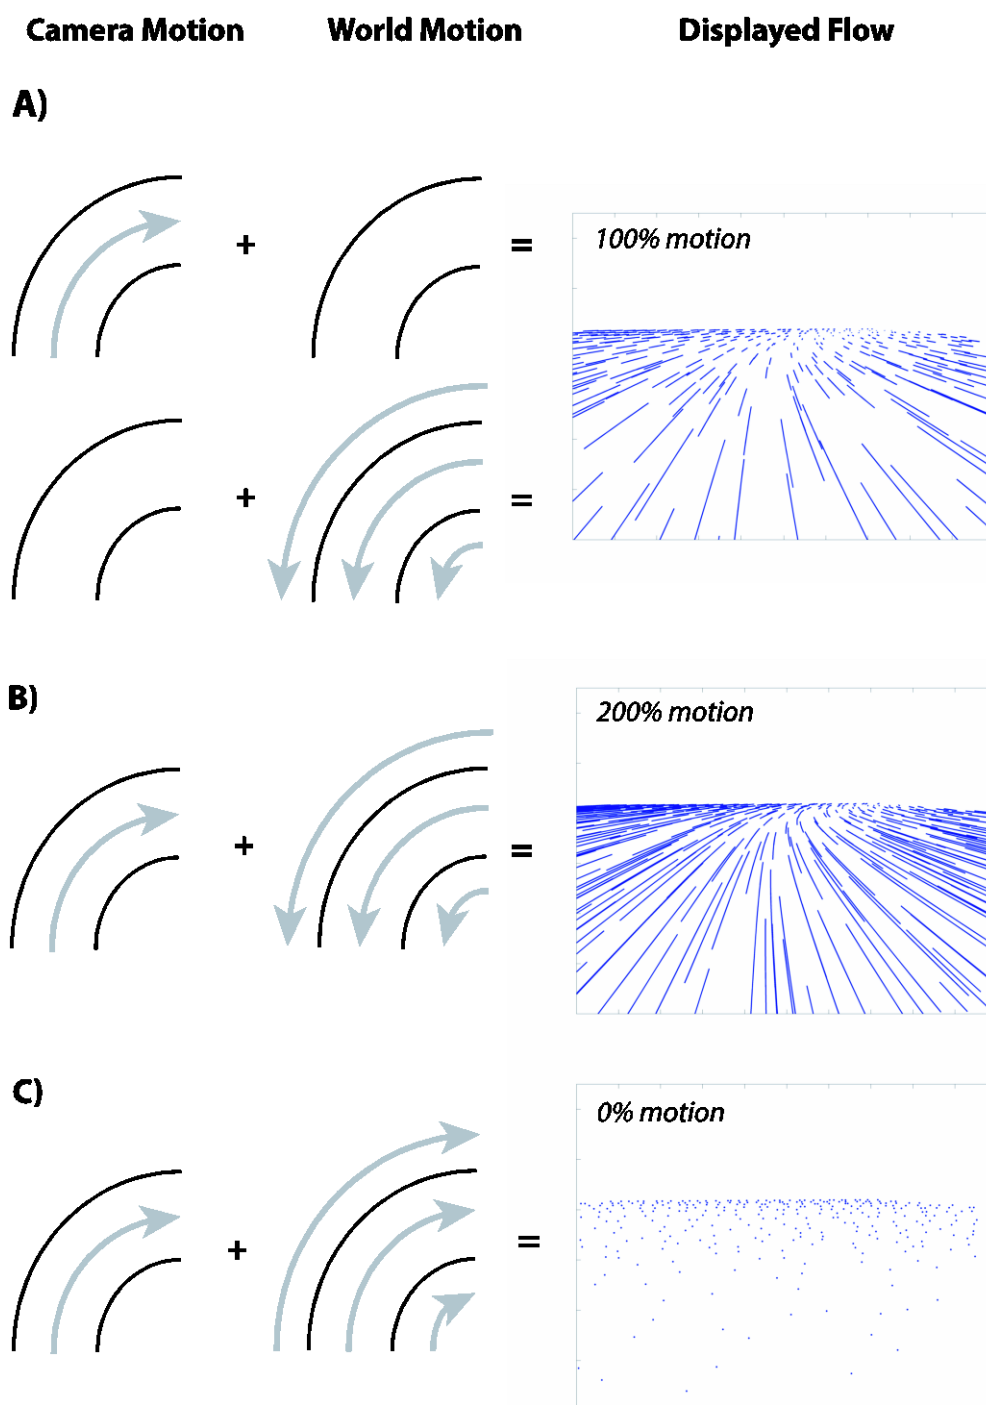 Camera Motion World Motion Displayed Flow
A)
+ = 100% motion
+ =
B)
200% motion
+ =
C)
0% motion
+ =